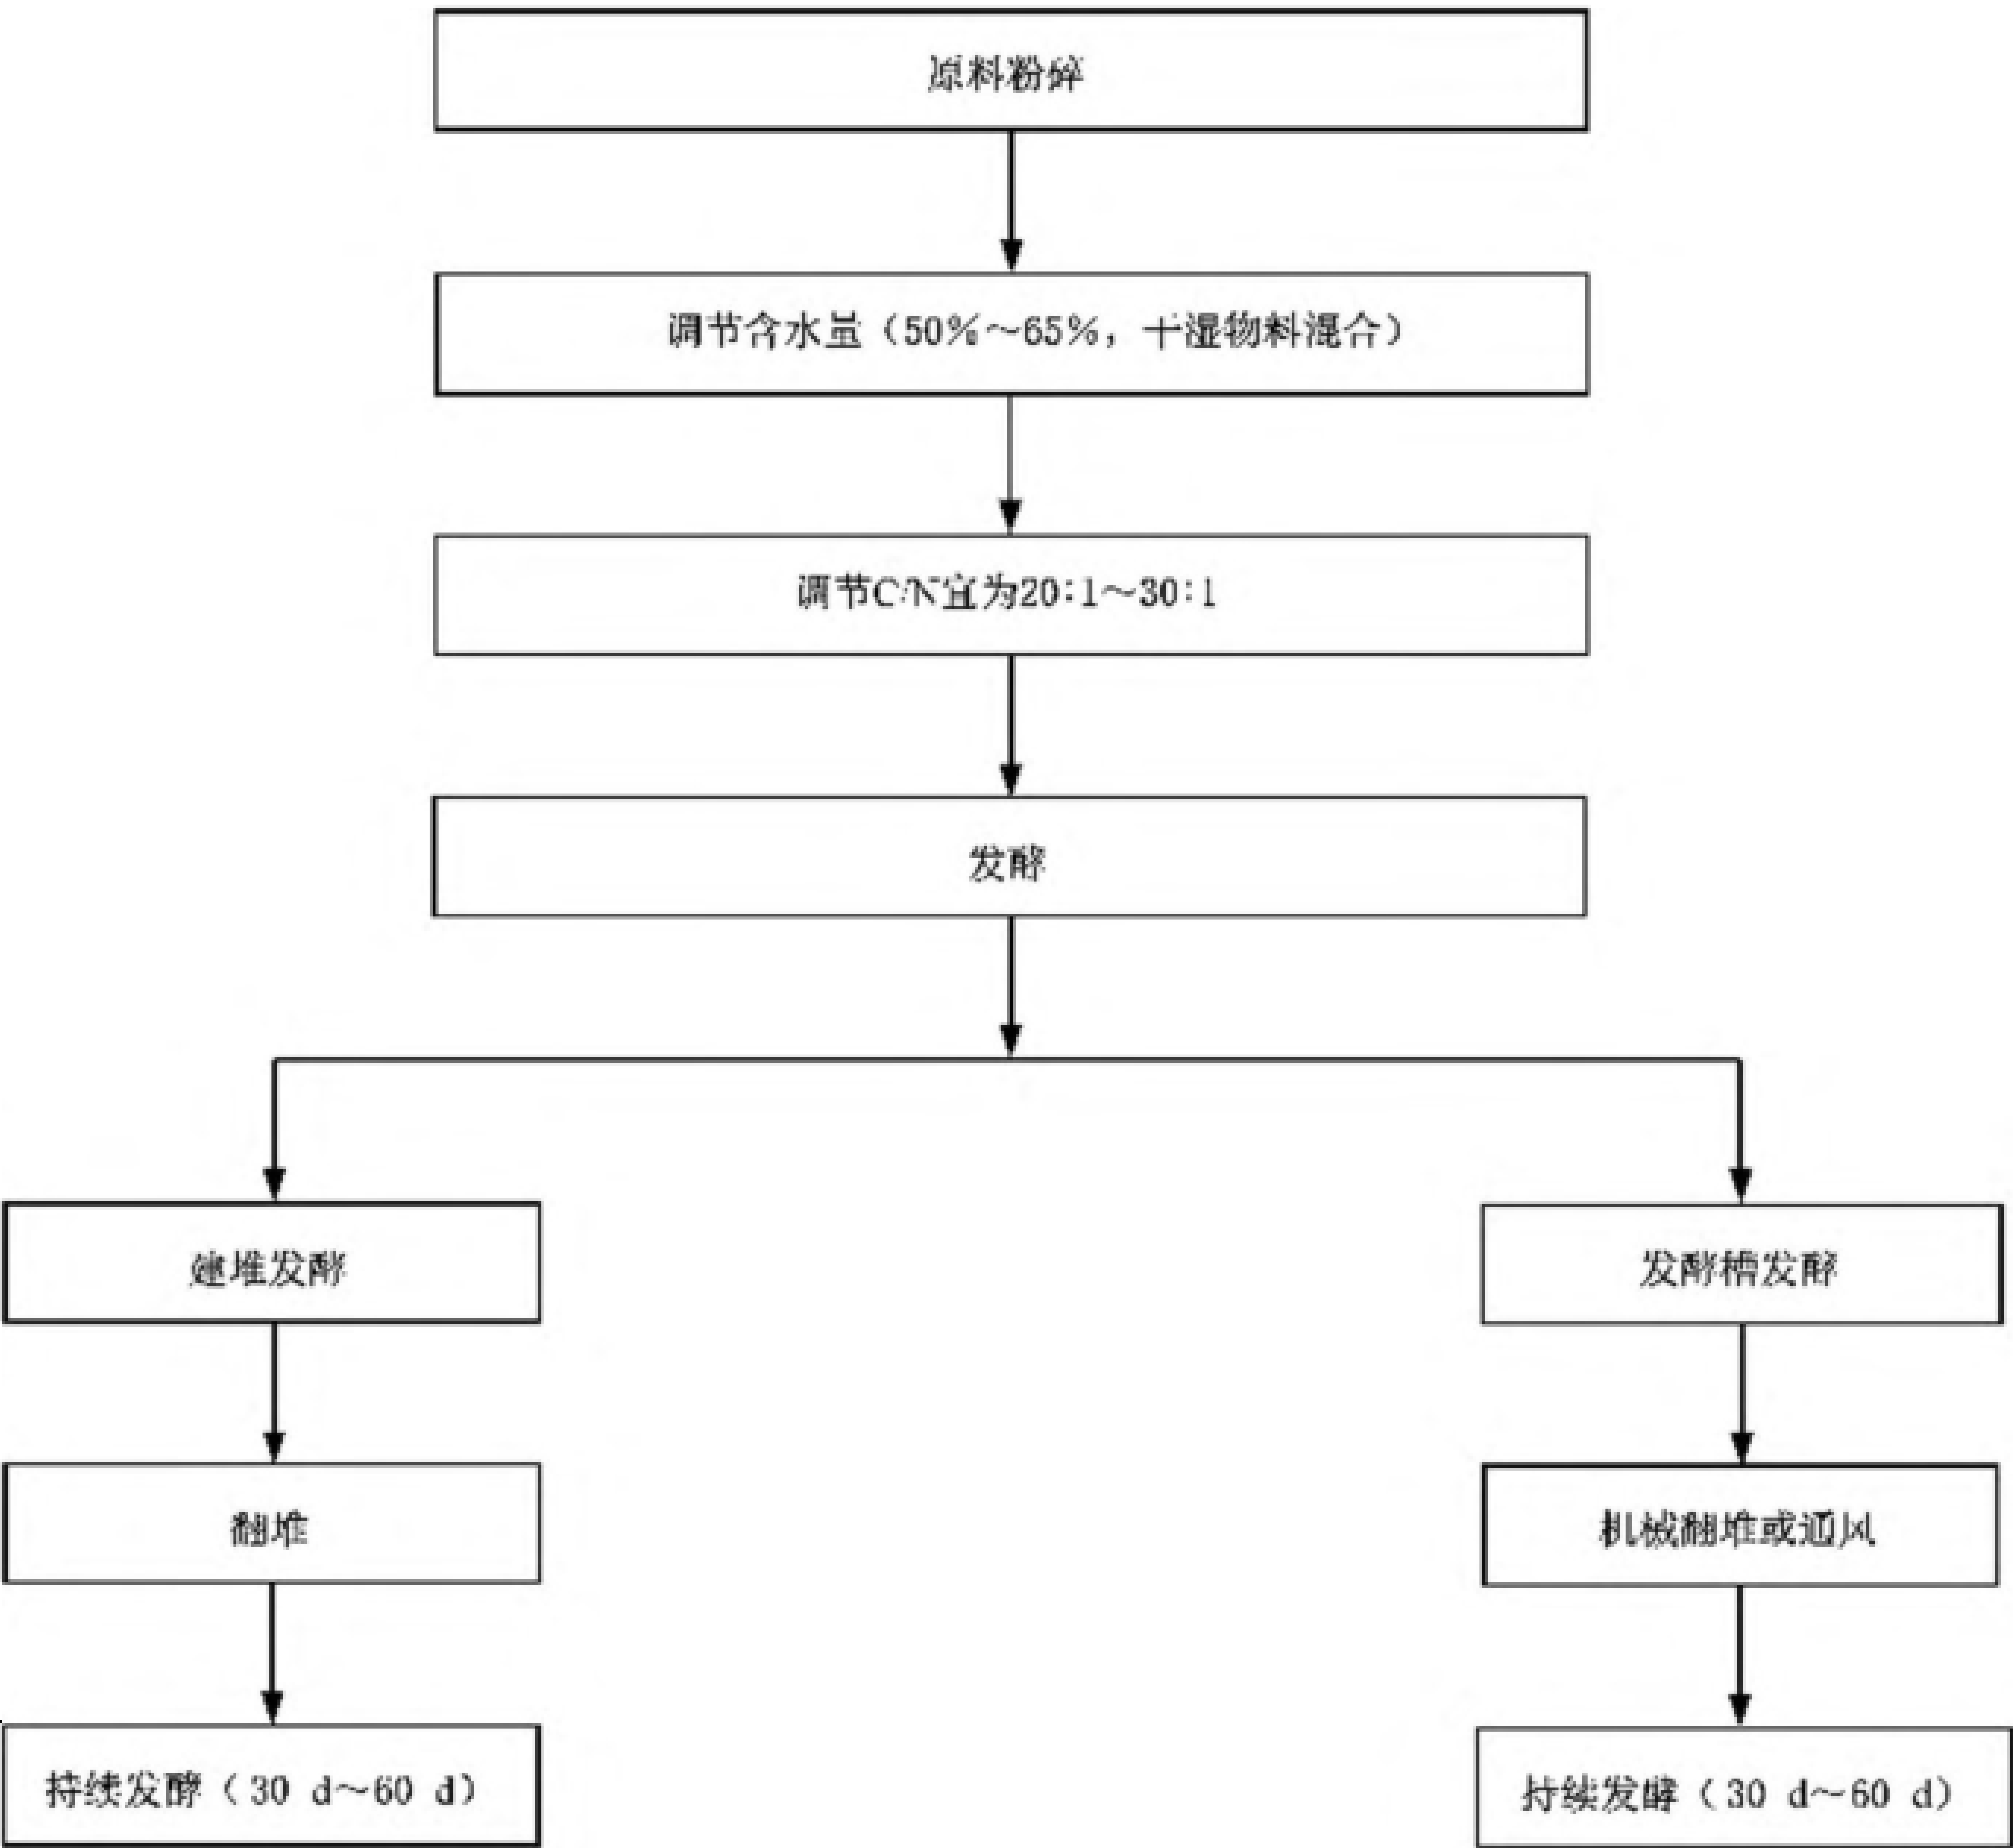 原料粉碎
调节含水量（50%～65%，干湿物料混合）
调节C/N宜为20:1～30:1
发酵
建堆发酵
发酵槽发酵
翻堆
机械翻堆或通风
持续发酵（30 d～60 d）
持续发酵（30 d～60 d）